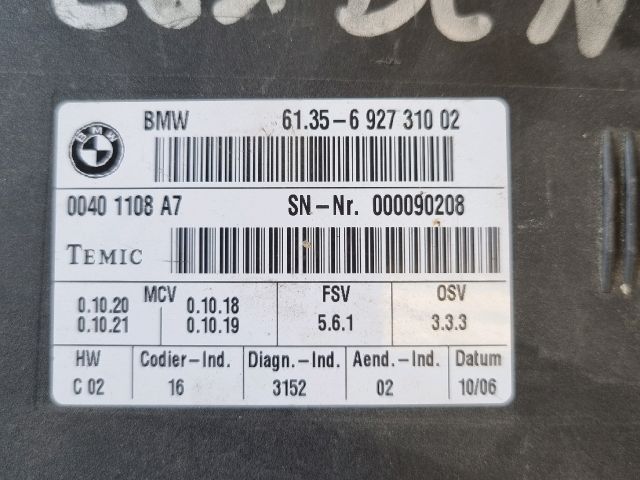 BMW 61.35-6 927 310 02
BMW
0040 1108 A7 SN-Nr. 000090208
TEMIC
MCV FSV OSV
0.10.20 0.10.18
0.10.21 0.10.19 5.6.1 3.3.3
HW Codier-Ind. Diagn.-Ind. Aend.-Ind. Datum
C 02 16 3152 02 10/06